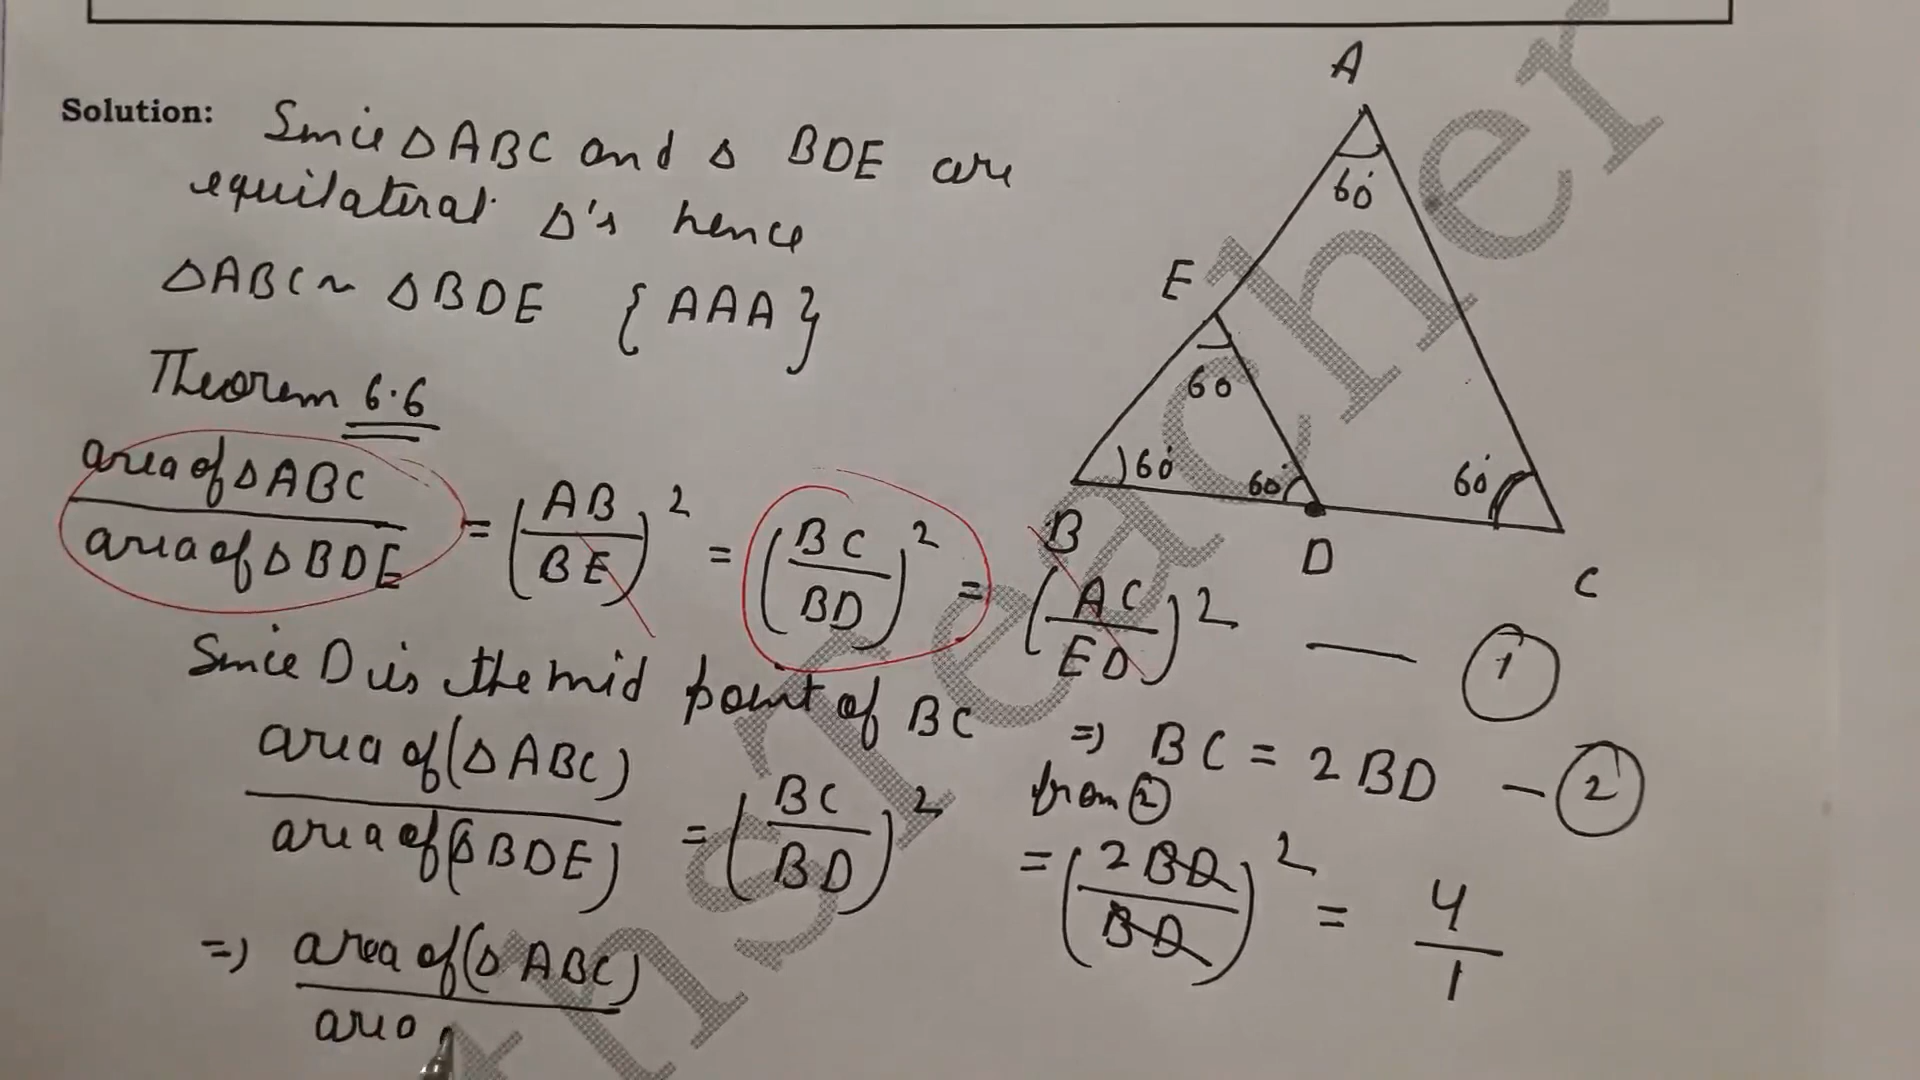 Solution: Since ΔABC and Δ BDE are
equilateral Δ's hence
ΔABC ~ ΔBDE {AAA}
Theorem 6.6
area of ΔABC / area of ΔBDE = (AB/BE)² = (BC/BD)² = (AC/ED)² — ①
Since D is the mid point of BC ⇒ BC = 2BD — ②
from ②
area of (ΔABC) / area of (ΔBDE) = (BC/BD)² = (2BD/BD)² = 4/1
⇒ area of (ΔABC) / area
A
60°
E
60
60°
60°
60°
B
D
C